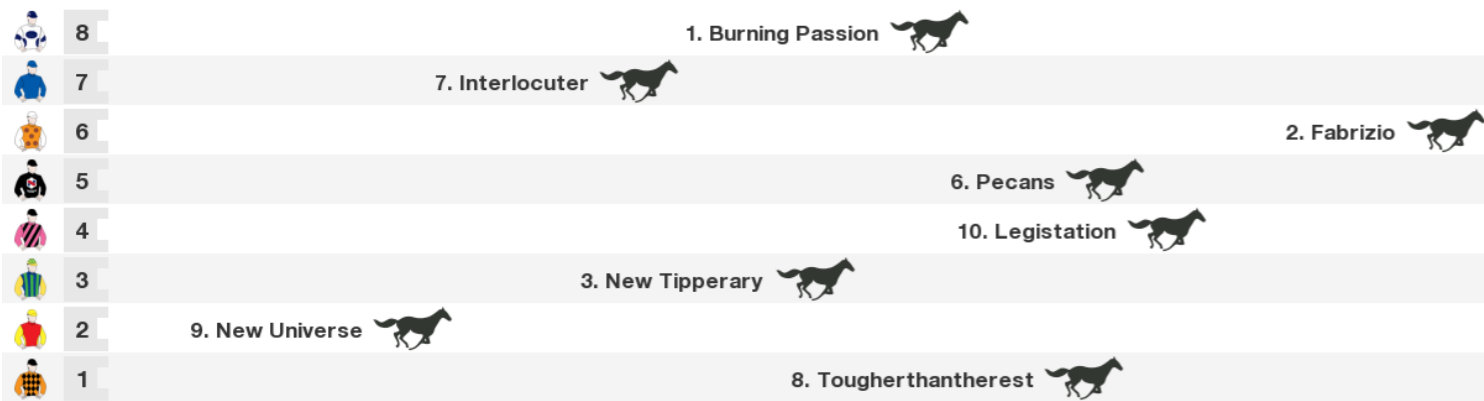 8 1. Burning Passion
7 7. Interlocuter
6 2. Fabrizio
5 6. Pecans
4 10. Legistation
3 3. New Tipperary
2 9. New Universe
1 8. Tougherthantherest